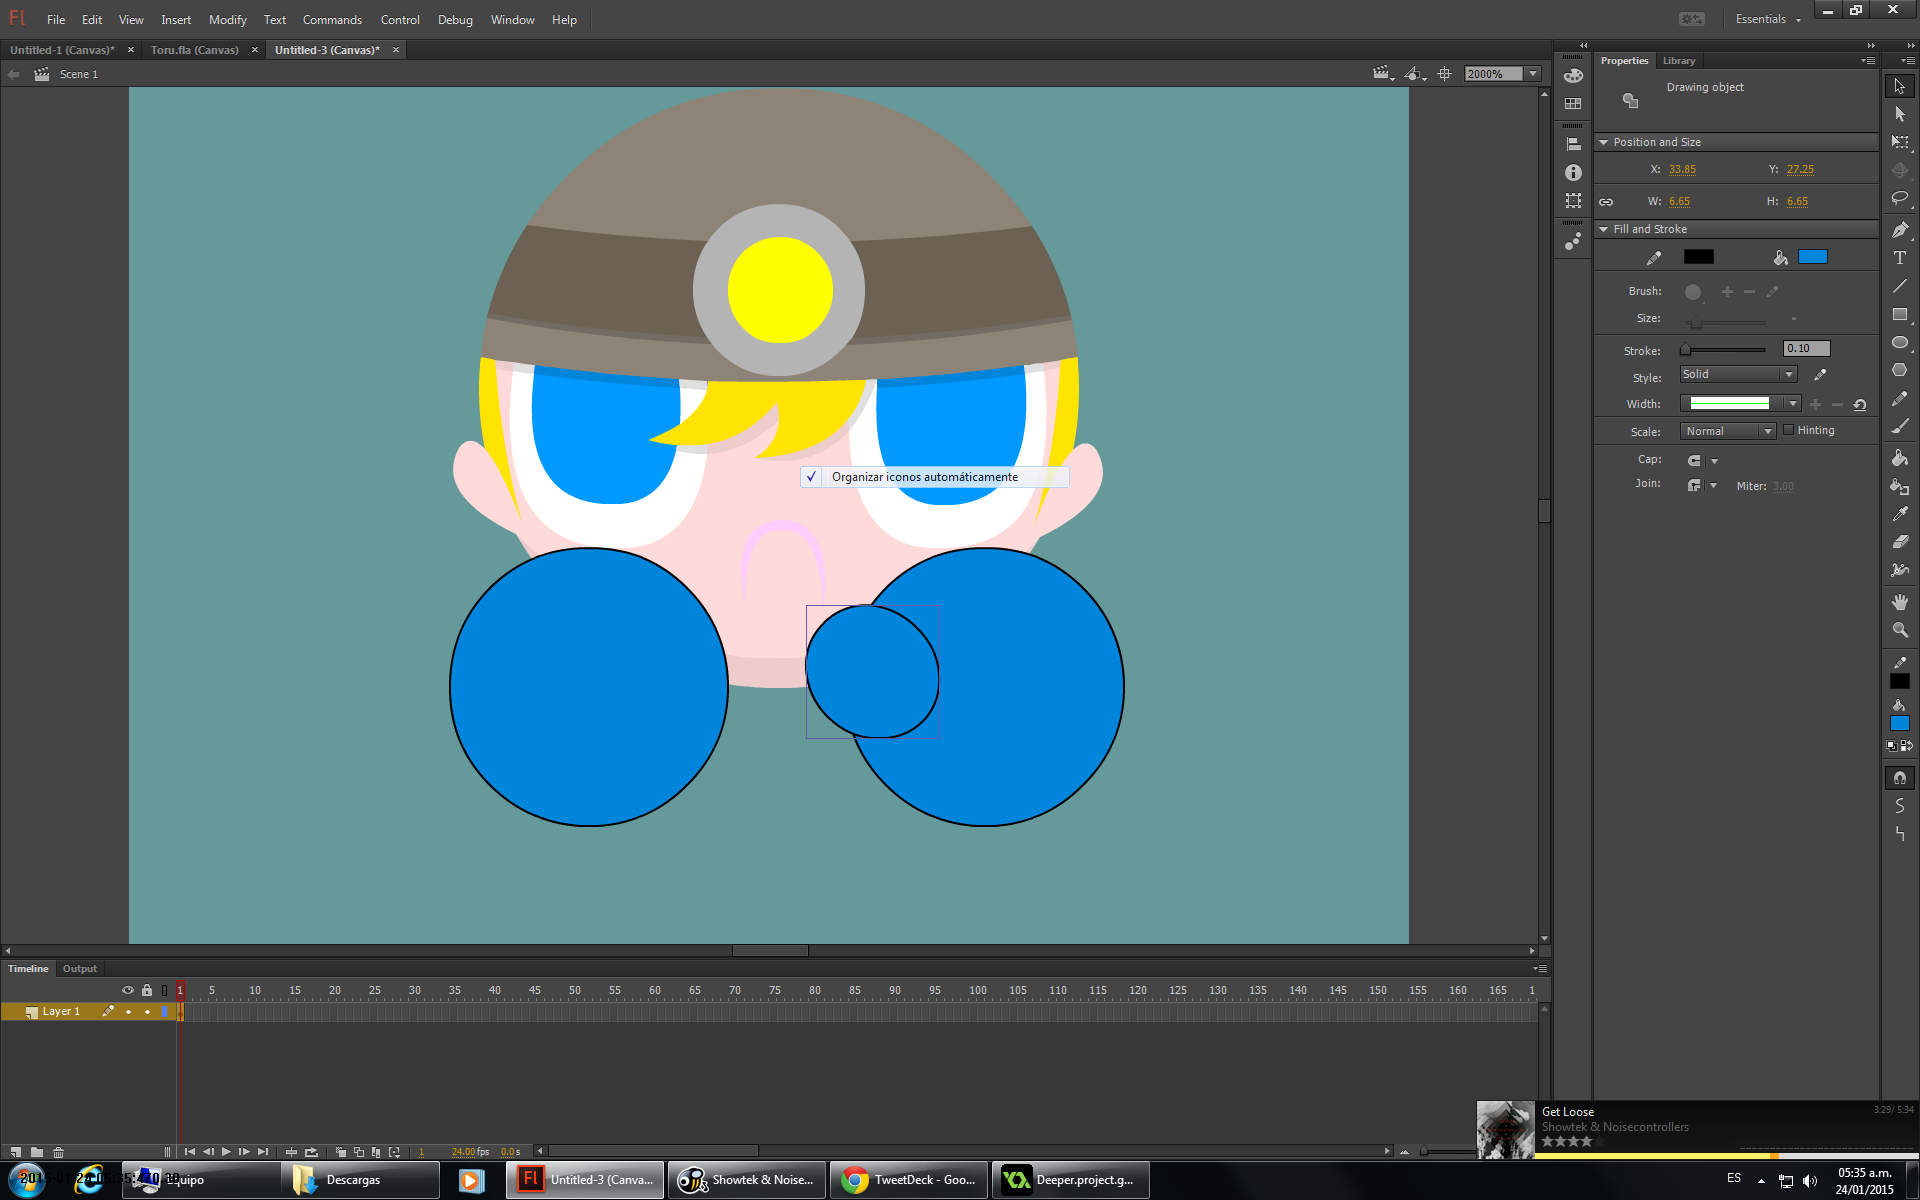 Fl File Edit View Insert Modify Text Commands Control Debug Window Help Essentials
Untitled-1 (Canvas)* × Toru.fla (Canvas) × Untitled-3 (Canvas)* ×
Scene 1 2000%
Properties Library
Drawing object
Position and Size
X: 33.85 Y: 27.25
W: 6.65 H: 6.65
Fill and Stroke
Brush:
Size:
Stroke: 0.10
Style: Solid
Width:
Scale: Normal Hinting
Cap:
Join: Miter: 3.00
Organizar iconos automáticamente
Timeline Output
1 5 10 15 20 25 30 35 40 45 50 55 60 65 70 75 80 85 90 95 100 105 110 115 120 125 130 135 140 145 150 155 160 165 1
Layer 1
1 24.00 fps 0.0 s
Get Loose 3:29/ 5:34
Showtek & Noisecontrollers
Equipo Descargas Fl Untitled-3 (Canva... Showtek & Noise... TweetDeck - Goo... Deeper.project.g... ES 05:35 a.m.
24/01/2015